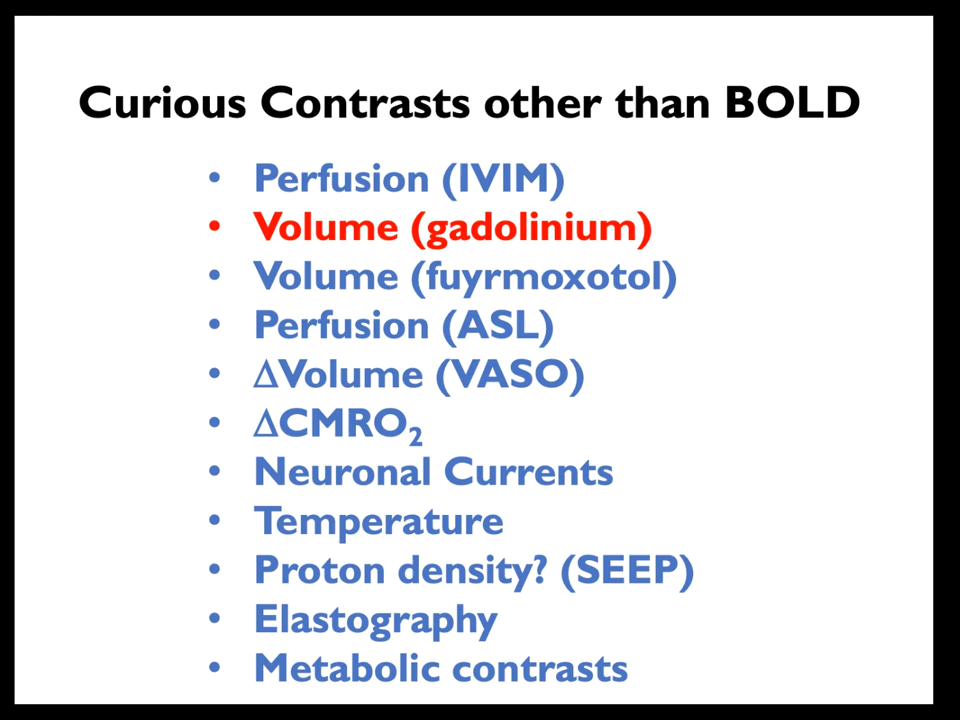 Curious Contrasts other than BOLD
• Perfusion (IVIM)
• Volume (gadolinium)
• Volume (fuyrmoxotol)
• Perfusion (ASL)
• ΔVolume (VASO)
• ΔCMRO₂
• Neuronal Currents
• Temperature
• Proton density? (SEEP)
• Elastography
• Metabolic contrasts